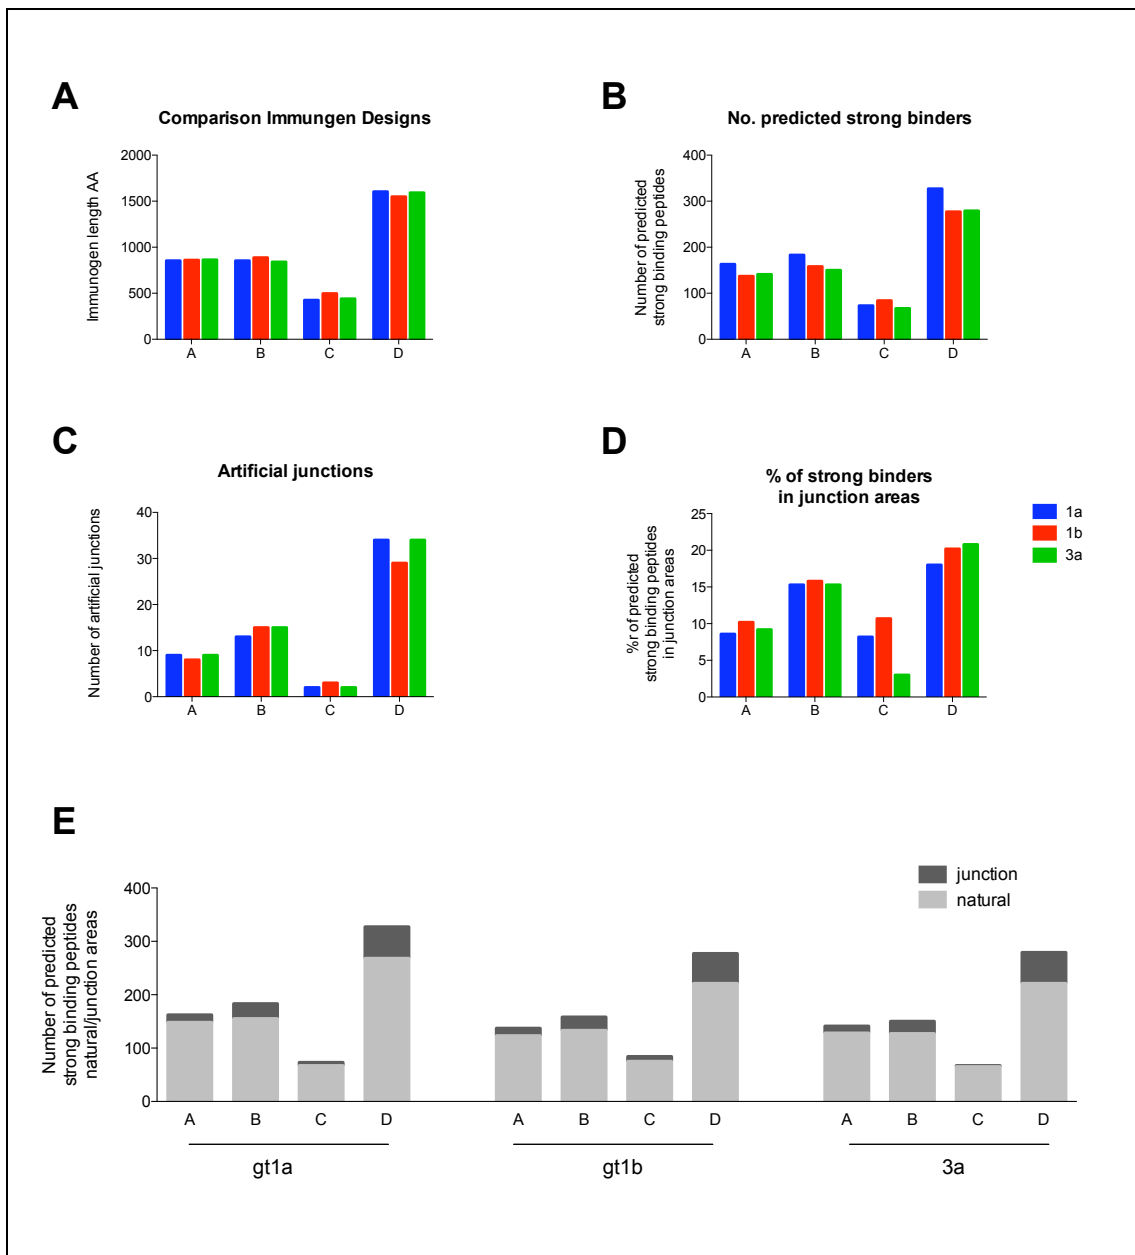 A
Comparison Immungen Designs
Immunogen length AA
2000
1500
1000
500
0
A B C D
B
No. predicted strong binders
Number of predicted
strong binding peptides
400
300
200
100
0
A B C D
C
Artificial junctions
Number of artificial junctions
40
30
20
10
0
A B C D
D
% of strong binders
in junction areas
%r of predicted
strong binding peptides
in junction areas
25
20
15
10
5
0
A B C D
1a
1b
3a
E
Number of predicted
strong binding peptides
natural/junction areas
400
300
200
100
0
junction
natural
A B C D A B C D A B C D
gt1a gt1b 3a